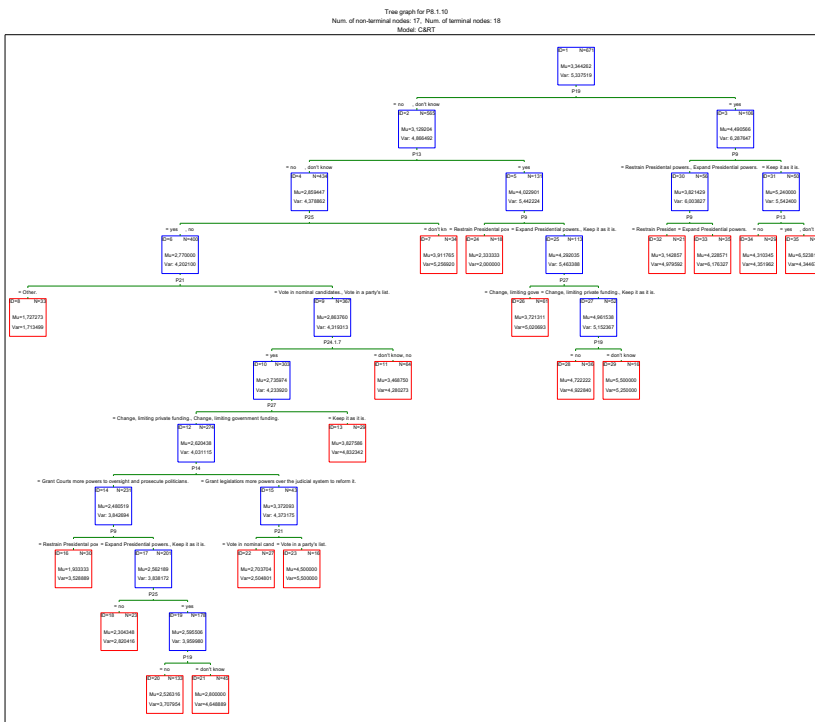 Tree graph for P8.1.10
Num. of non-terminal nodes: 17, Num. of terminal nodes: 18
Model: C&RT
ID=1 N=671
Mu=3,344262
Var: 5,337519
P19
= no , don't know
= yes
ID=2 N=565
Mu=3,129204
Var: 4,866492
ID=3 N=106
Mu=4,490566
Var: 6,287647
P13
P9
= no , don't know
= yes
= Restrain Presidential powers., Expand Presidential powers.
= Keep it as it is.
ID=4 N=434
Mu=2,859447
Var: 4,378862
ID=5 N=131
Mu=4,022901
Var: 5,442224
ID=30 N=56
Mu=3,821429
Var: 6,003827
ID=31 N=50
Mu=5,240000
Var: 5,542400
P25
P9
P9
P13
= yes , no
= don't kn
= Restrain Presidential pow
= Expand Presidential powers., Keep it as it is.
= Restrain Presiden
= Expand Presidential powers.
= no
= yes , don't
ID=6 N=400
Mu=2,770000
Var: 4,202100
ID=7 N=34
Mu=3,911765
Var=5,256920
ID=24 N=18
Mu=2,333333
Var=2,000000
ID=25 N=113
Mu=4,292035
Var: 5,463388
ID=32 N=21
Mu=3,142857
Var=4,979592
ID=33 N=35
Mu=4,228571
Var=6,176327
ID=34 N=29
Mu=4,310345
Var=4,351962
ID=35
P21
P27
= Other.
= Vote in nominal candidates., Vote in a party's list.
= Change, limiting gove
= Change, limiting private funding., Keep it as it is.
ID=8 N=33
Mu=1,727273
Var=1,713499
ID=9 N=367
Mu=2,863760
Var: 4,319313
ID=26 N=61
Mu=3,721311
Var=5,020693
ID=27 N=52
Mu=4,961538
Var: 5,152367
P24.1.7
P19
= yes
= don't know, no
= no
= don't know
ID=10 N=303
Mu=2,735974
Var: 4,233920
ID=11 N=64
Mu=3,468750
Var=4,280273
ID=28 N=36
Mu=4,722222
Var=4,922840
ID=29 N=16
Mu=5,500000
Var=5,250000
P27
= Change, limiting private funding., Change, limiting government funding.
= Keep it as it is.
ID=12 N=274
Mu=2,620438
Var: 4,031115
ID=13 N=29
Mu=3,827586
Var=4,832342
P14
= Grant Courts more powers to oversight and prosecute politicians.
= Grant legislators more powers over the judicial system to reform it.
ID=14 N=231
Mu=2,480519
Var: 3,842894
ID=15 N=43
Mu=3,372093
Var: 4,373175
P9
P21
= Restrain Presidential pow
= Expand Presidential powers., Keep it as it is.
= Vote in nominal cand
= Vote in a party's list.
ID=16 N=30
Mu=1,933333
Var=3,528889
ID=17 N=201
Mu=2,562189
Var: 3,838172
ID=22 N=27
Mu=2,703704
Var=2,504801
ID=23 N=16
Mu=4,500000
Var=5,500000
P25
= no
= yes
ID=18 N=23
Mu=2,304348
Var=2,820416
ID=19 N=178
Mu=2,595506
Var: 3,959980
P19
= no
= don't know
ID=20 N=133
Mu=2,526316
Var=3,707954
ID=21 N=45
Mu=2,800000
Var=4,648889